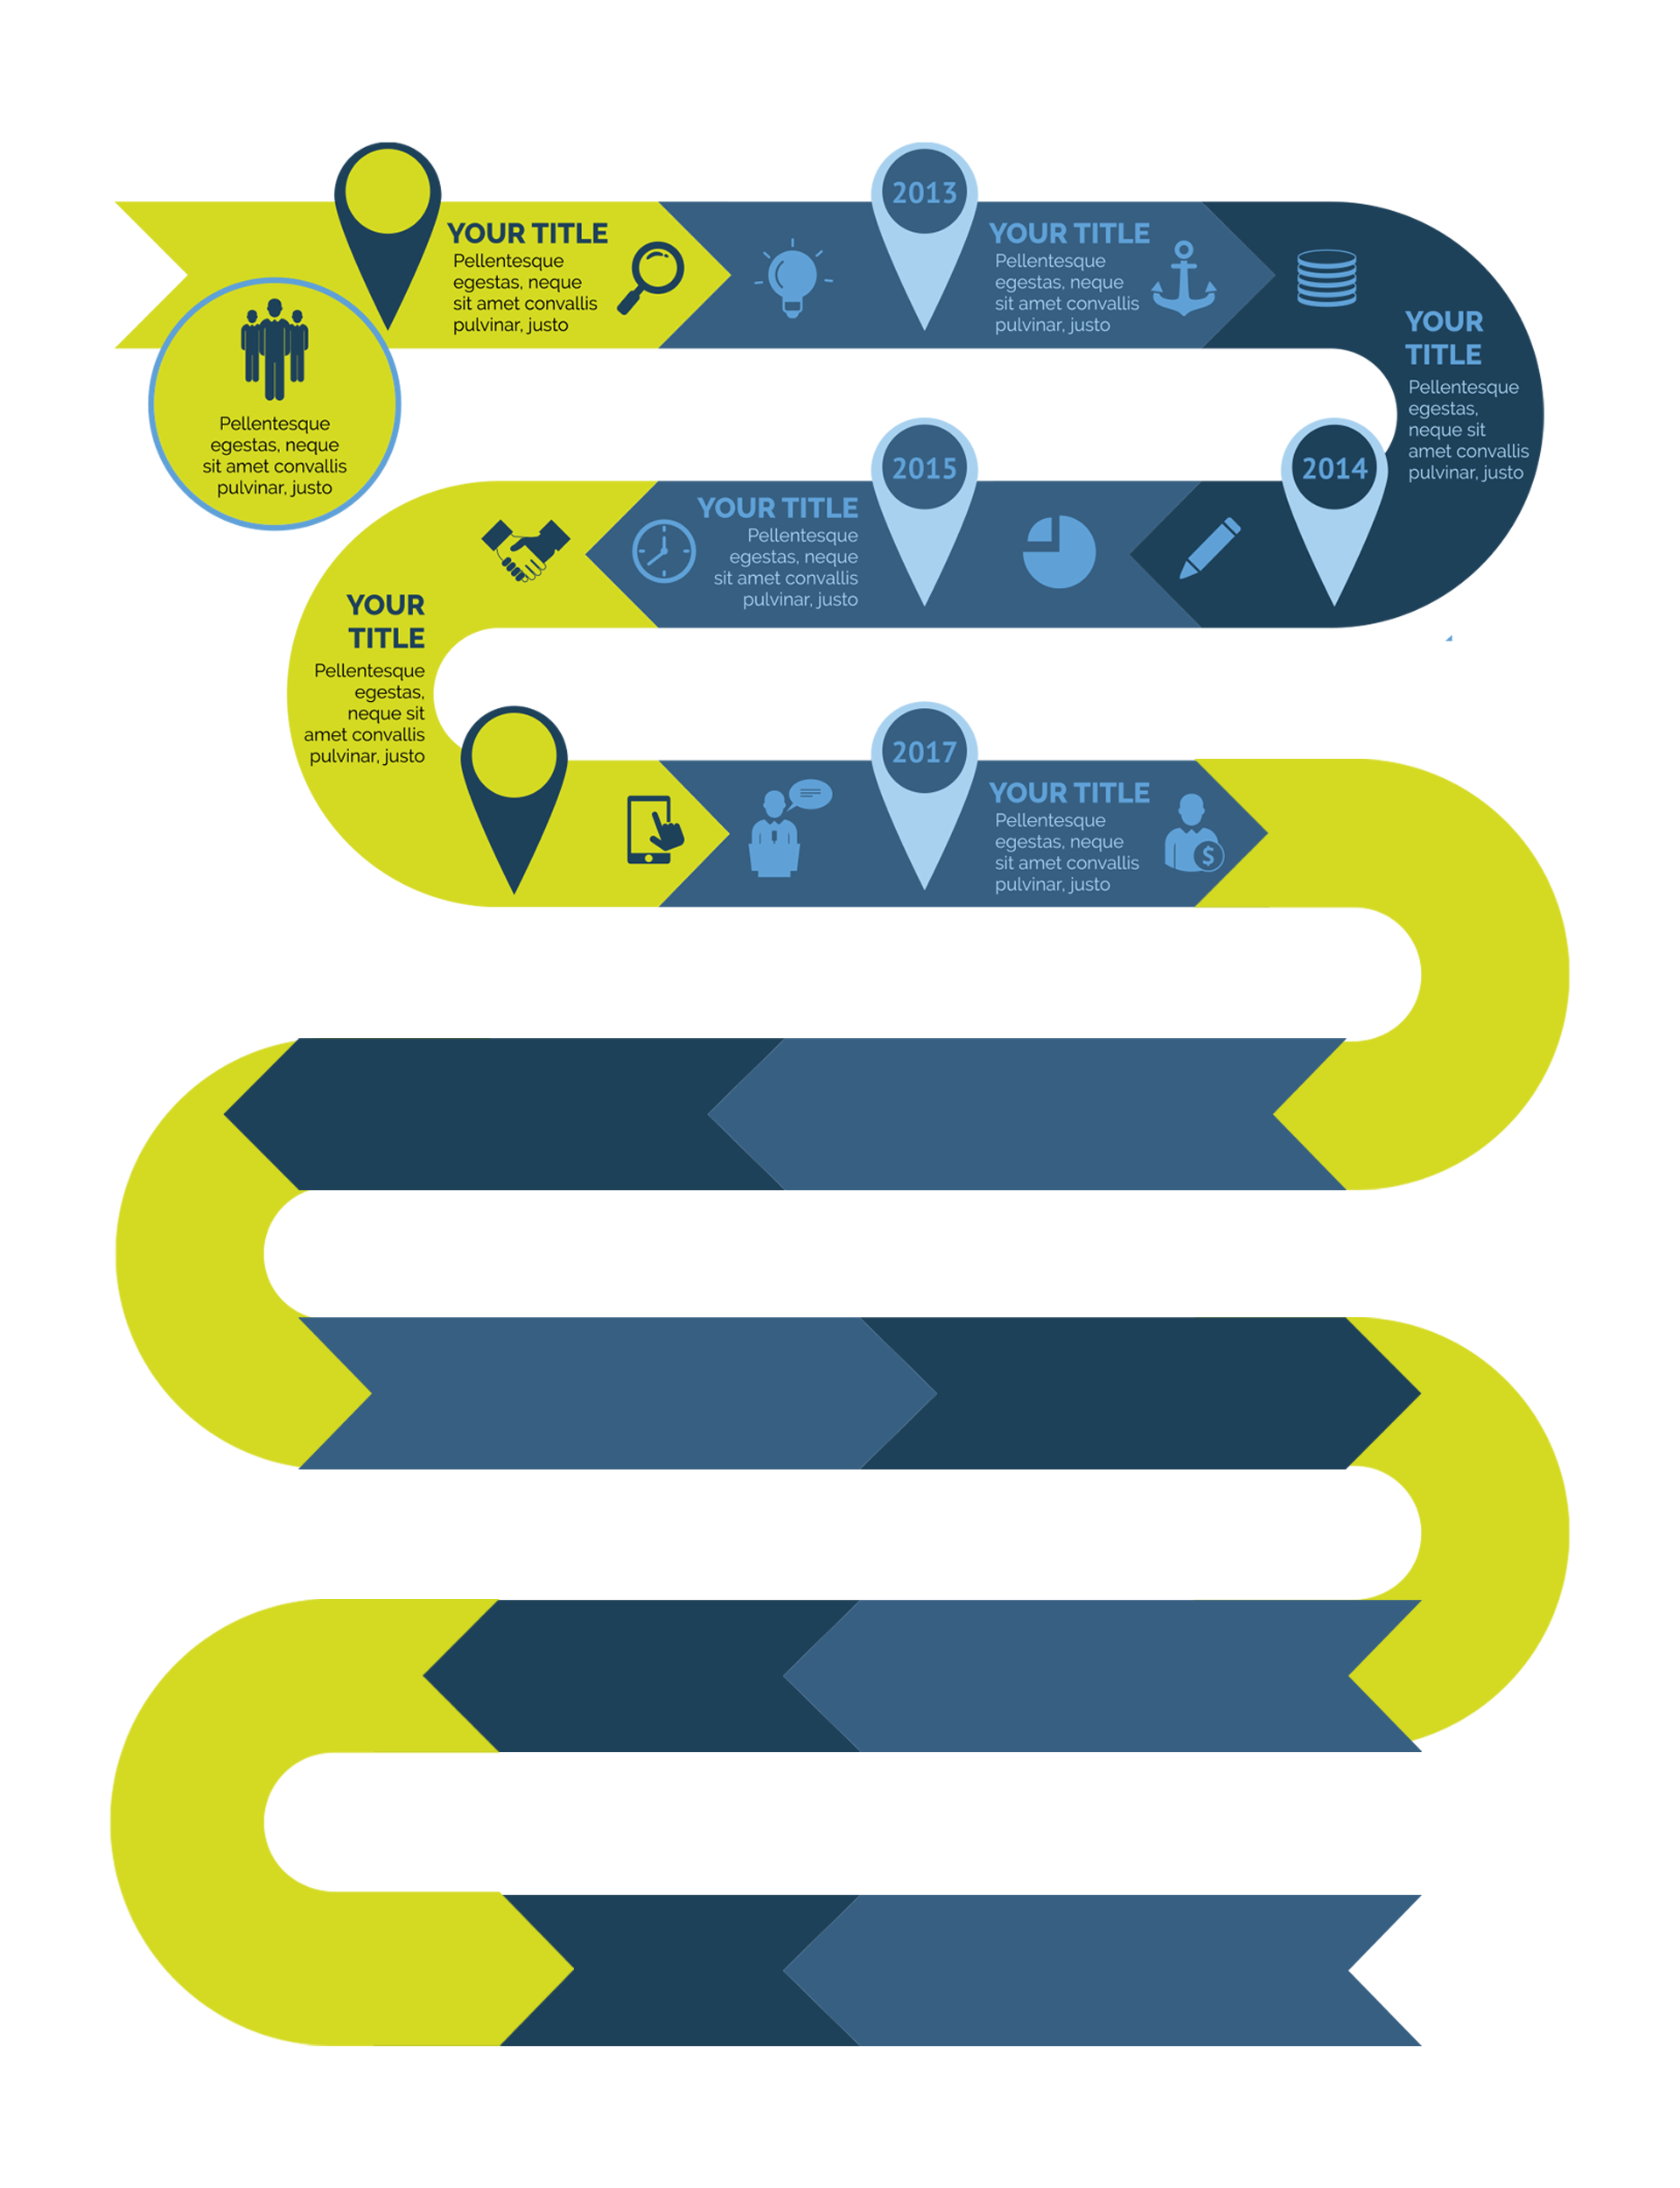 2013
YOUR TITLE
Pellentesque
egestas, neque
sit amet convallis
pulvinar, justo
YOUR TITLE
Pellentesque
egestas, neque
sit amet convallis
pulvinar, justo
YOUR
TITLE
Pellentesque
egestas,
neque sit
amet convallis
pulvinar, justo
Pellentesque
egestas, neque
sit amet convallis
pulvinar, justo
2015
2014
YOUR TITLE
Pellentesque
egestas, neque
sit amet convallis
pulvinar, justo
YOUR
TITLE
Pellentesque
egestas,
neque sit
amet convallis
pulvinar, justo
2017
YOUR TITLE
Pellentesque
egestas, neque
sit amet convallis
pulvinar, justo
$